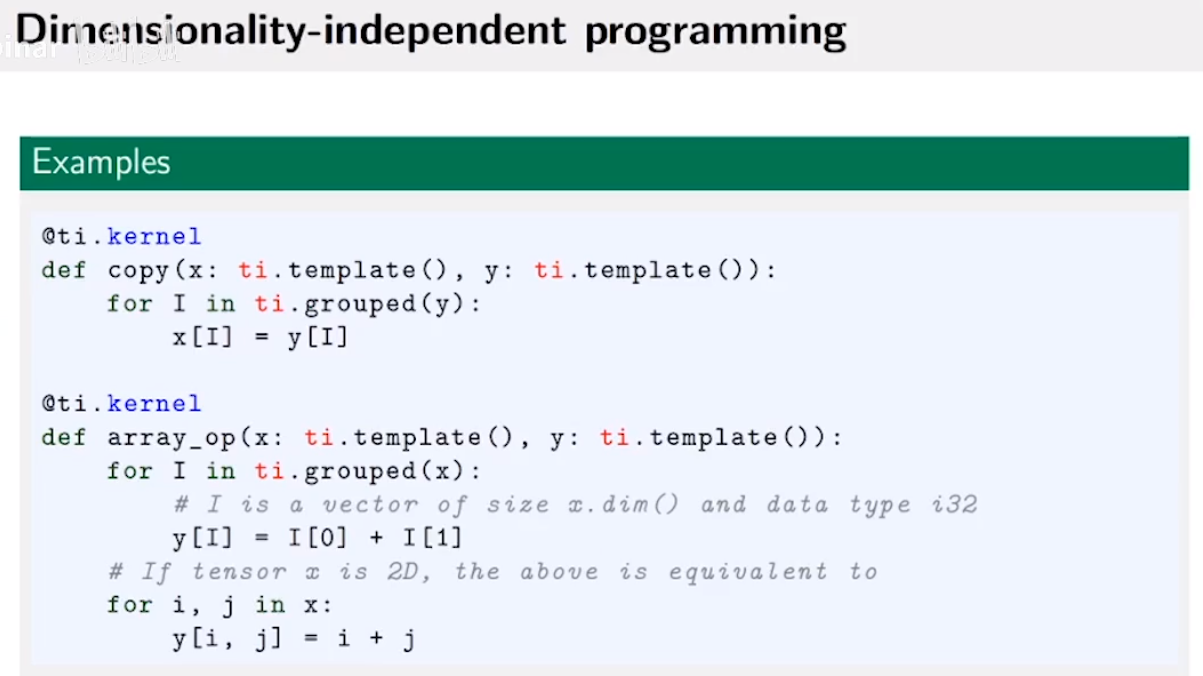 Dimensionality-independent programming
Examples
@ti.kernel
def copy(x: ti.template(), y: ti.template()):
    for I in ti.grouped(y):
        x[I] = y[I]
@ti.kernel
def array_op(x: ti.template(), y: ti.template()):
    for I in ti.grouped(x):
        # I is a vector of size x.dim() and data type i32
        y[I] = I[0] + I[1]
    # If tensor x is 2D, the above is equivalent to
    for i, j in x:
        y[i, j] = i + j